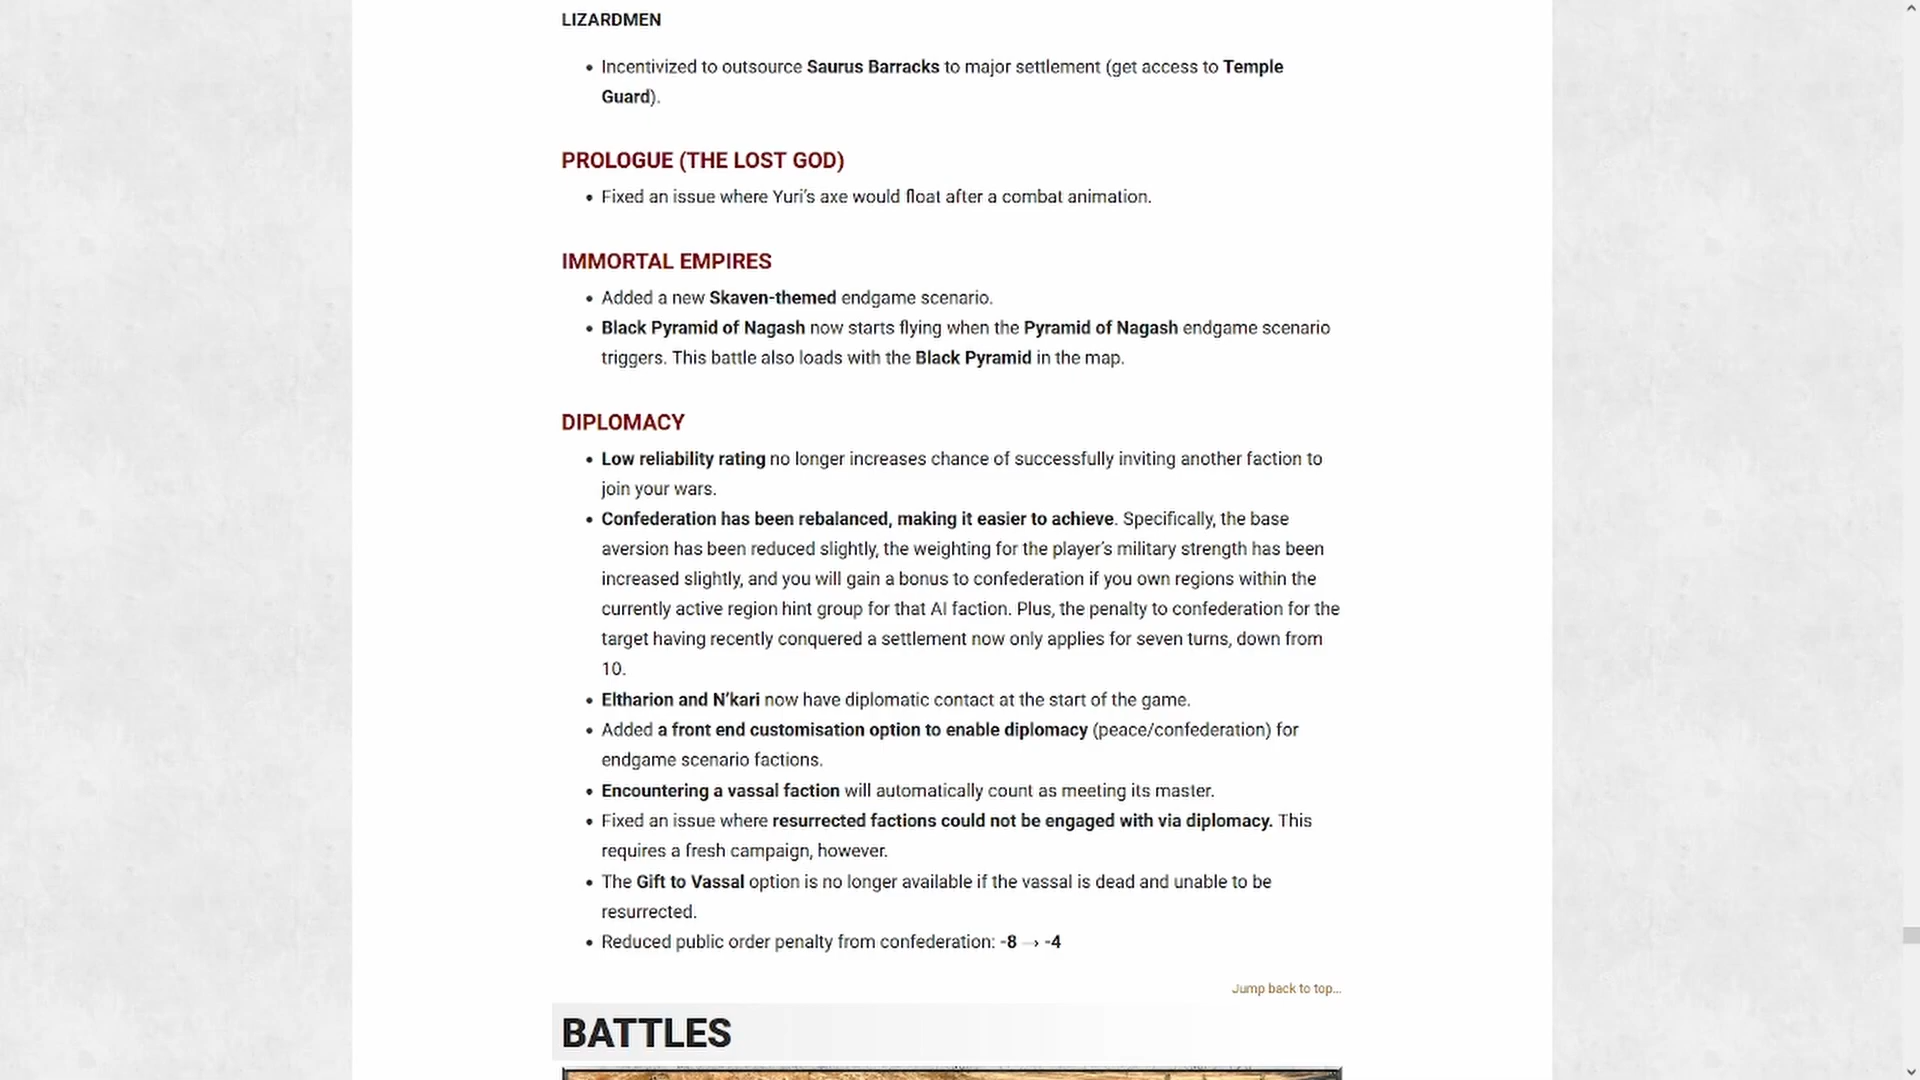 LIZARDMEN
• Incentivized to outsource Saurus Barracks to major settlement (get access to Temple
Guard).
PROLOGUE (THE LOST GOD)
• Fixed an issue where Yuri's axe would float after a combat animation.
IMMORTAL EMPIRES
• Added a new Skaven-themed endgame scenario.
• Black Pyramid of Nagash now starts flying when the Pyramid of Nagash endgame scenario
triggers. This battle also loads with the Black Pyramid in the map.
DIPLOMACY
• Low reliability rating no longer increases chance of successfully inviting another faction to
join your wars.
• Confederation has been rebalanced, making it easier to achieve. Specifically, the base
aversion has been reduced slightly, the weighting for the player's military strength has been
increased slightly, and you will gain a bonus to confederation if you own regions within the
currently active region hint group for that AI faction. Plus, the penalty to confederation for the
target having recently conquered a settlement now only applies for seven turns, down from
10.
• Eltharion and N'kari now have diplomatic contact at the start of the game.
• Added a front end customisation option to enable diplomacy (peace/confederation) for
endgame scenario factions.
• Encountering a vassal faction will automatically count as meeting its master.
• Fixed an issue where resurrected factions could not be engaged with via diplomacy. This
requires a fresh campaign, however.
• The Gift to Vassal option is no longer available if the vassal is dead and unable to be
resurrected.
• Reduced public order penalty from confederation: -8 → -4
Jump back to top...
BATTLES